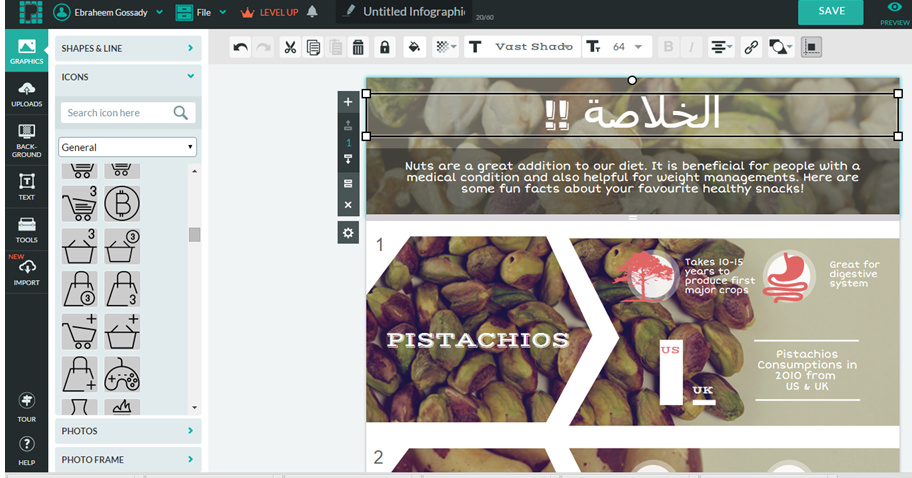 Ebraheem Gossady
File
LEVEL UP
Untitled Infographi
20/60
SAVE
PREVIEW
GRAPHICS
UPLOADS
BACK-
GROUND
TEXT
TOOLS
NEW
IMPORT
TOUR
HELP
SHAPES & LINE
ICONS
Search icon here
General
3
3
3
3
3
PHOTOS
PHOTO FRAME
T Vast Shado
64
B I
1
الخلاصة !!
Nuts are a great addition to our diet. It is beneficial for people with a
medical condition and also helpful for weight managements. Here are
some fun facts about your favourite healthy snacks!
1
PISTACHIOS
Takes 10-15
years to
produce first
major crops
Great for
digestive
system
US
UK
Pistachios
Consumptions in
2010 from
US & UK
2